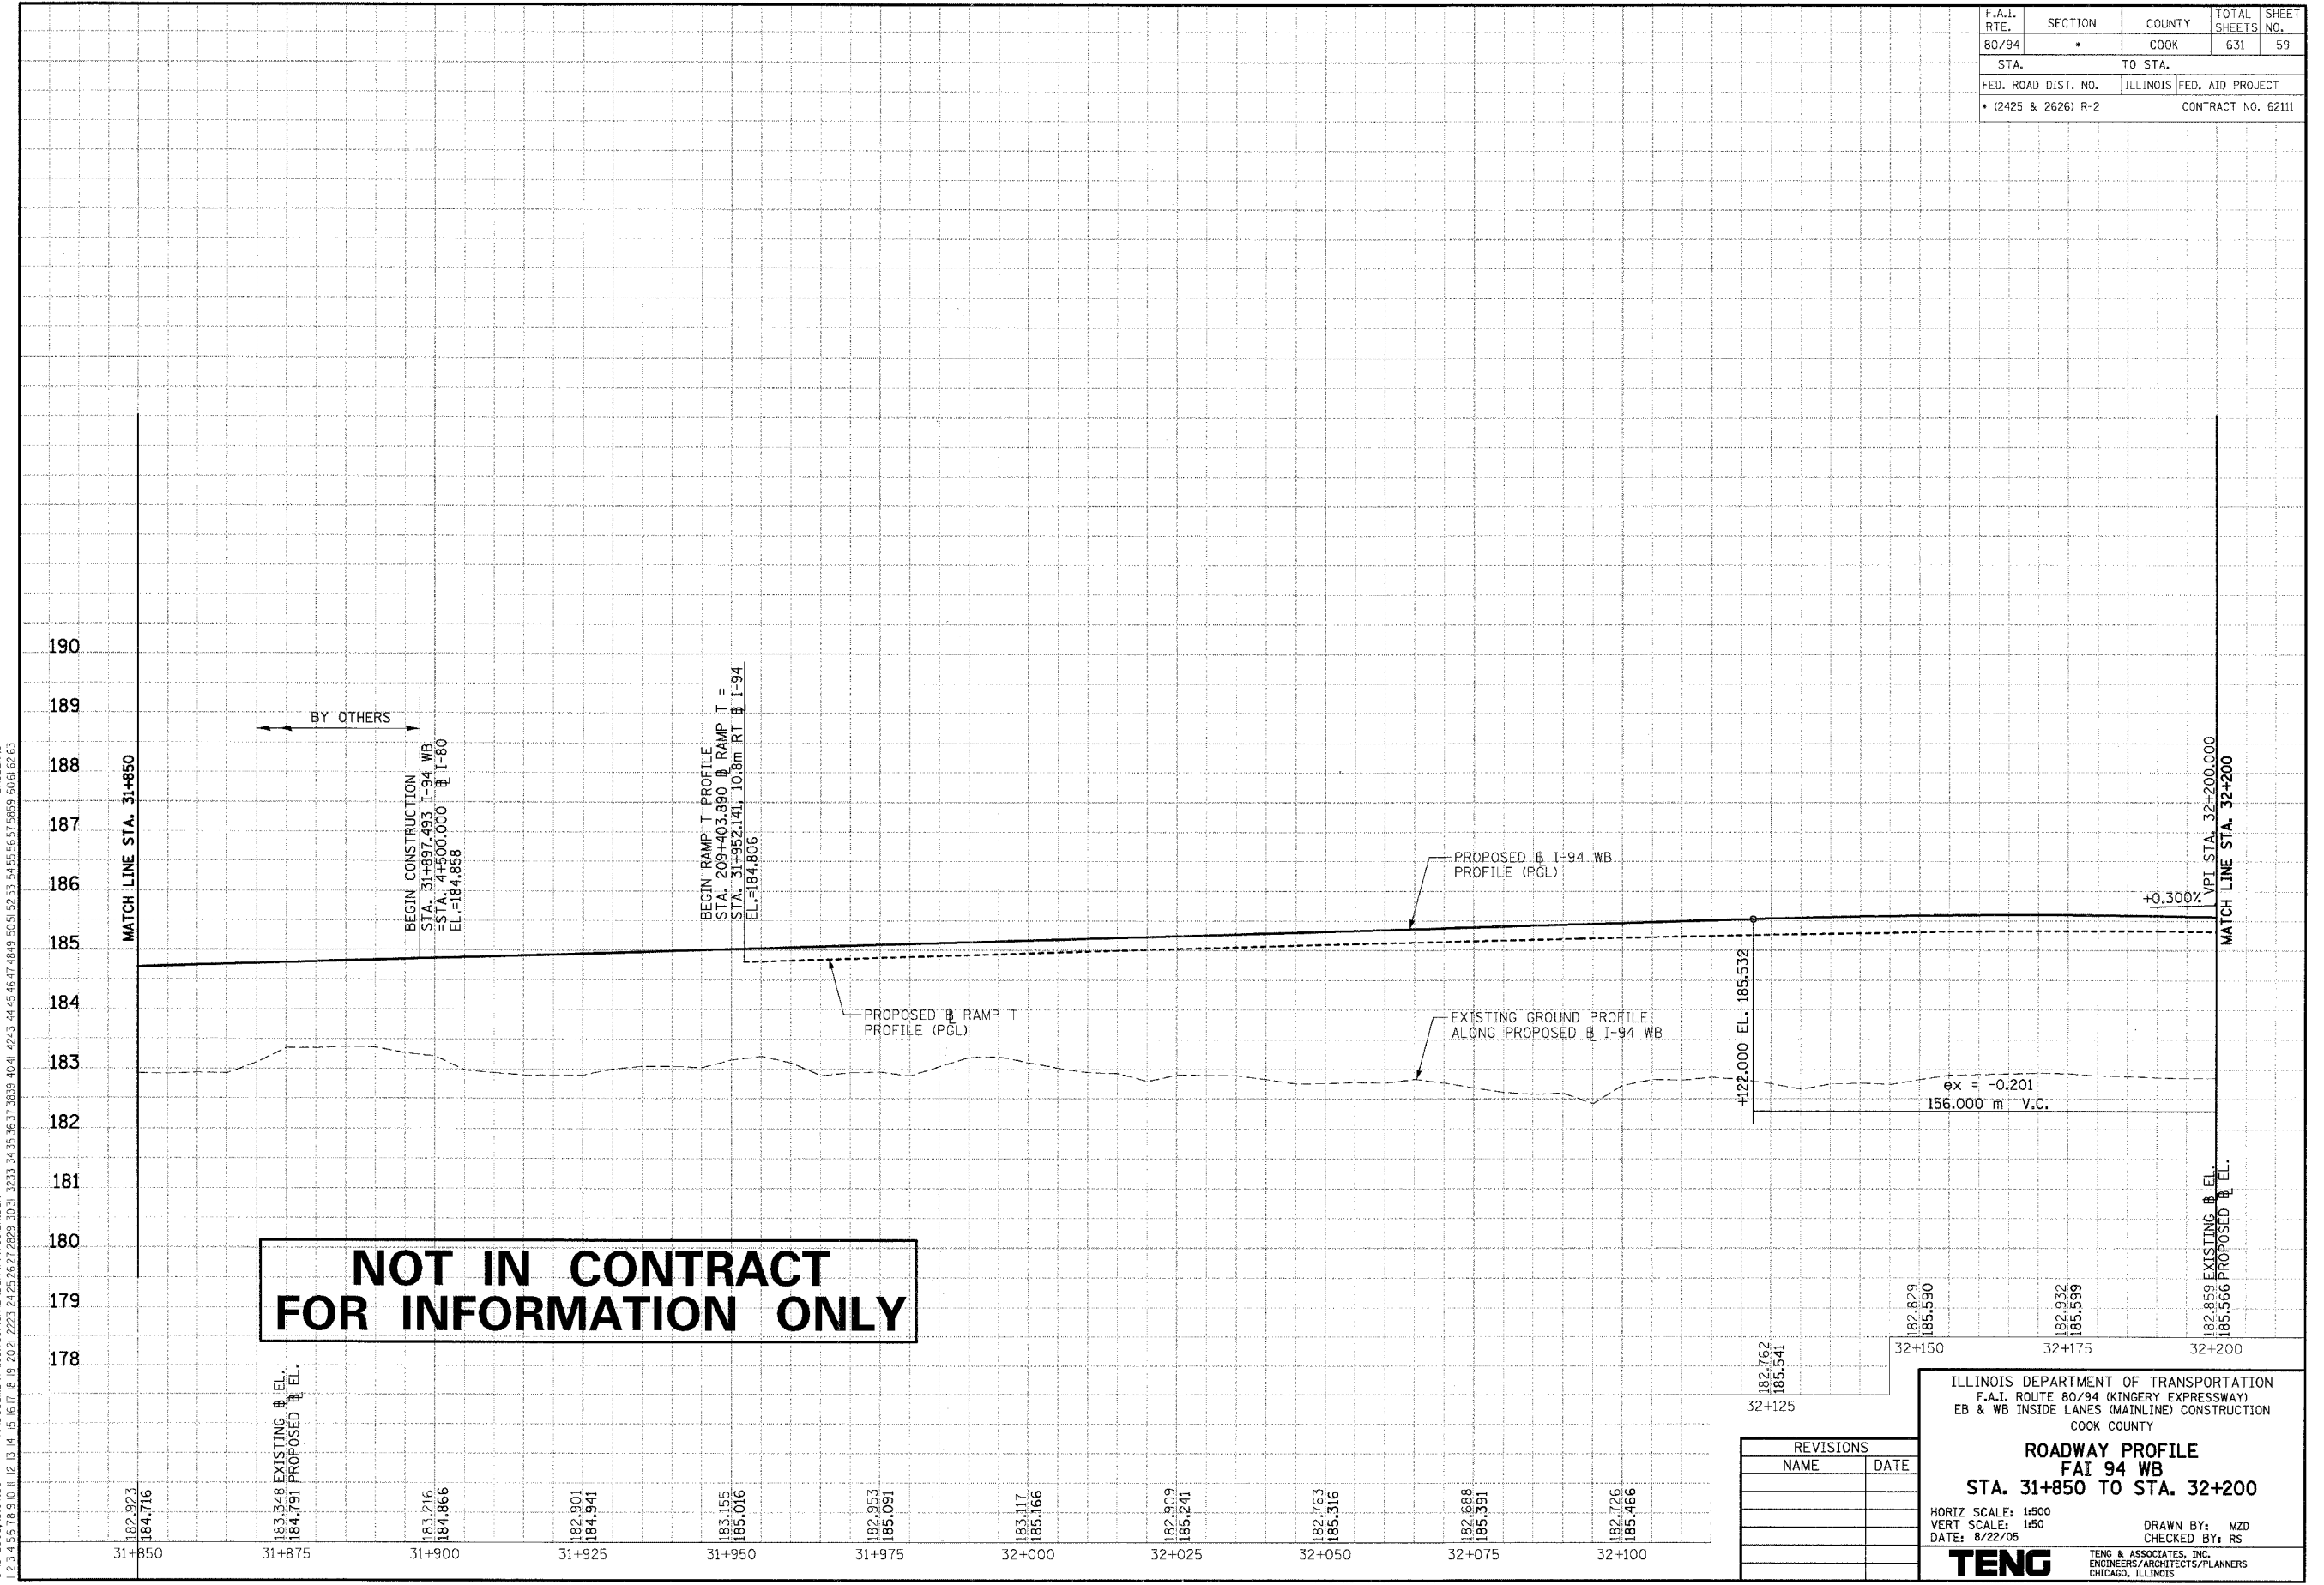 F.A.I. RTE. SECTION COUNTY TOTAL SHEETS SHEET NO.
80/94 * COOK 631 59
STA. TO STA.
FED. ROAD DIST. NO. ILLINOIS FED. AID PROJECT
* (2425 & 2626) R-2 CONTRACT NO. 62111
190
189
188
187
186
185
184
183
182
181
180
179
178
MATCH LINE STA. 31+850
BY OTHERS
BEGIN CONSTRUCTION
STA. 31+897.493 I-94 WB
=STA. 4+500.000 B I-80
EL.=184.858
BEGIN RAMP T PROFILE
STA. 209+403.890 B RAMP T =
STA. 31+952.141, 10.8m RT B I-94
EL.=184.806
PROPOSED B I-94 WB
PROFILE (PGL)
PROPOSED B RAMP T
PROFILE (PGL)
EXISTING GROUND PROFILE
ALONG PROPOSED B I-94 WB
+122.000 EL. 185.532
+0.300%
VPI STA. 32+200.000
MATCH LINE STA. 32+200
ex = -0.201
156.000 m V.C.
NOT IN CONTRACT
FOR INFORMATION ONLY
182.923
184.716
183.348 EXISTING B EL.
184.791 PROPOSED B EL.
183.216
184.866
182.901
184.941
183.155
185.016
182.953
185.091
183.117
185.166
182.909
185.241
182.763
185.316
182.688
185.391
182.726
185.466
182.762
185.541
182.829
185.590
182.932
185.599
182.859 EXISTING B EL.
185.566 PROPOSED B EL.
31+850 31+875 31+900 31+925 31+950 31+975 32+000 32+025 32+050 32+075 32+100
32+125
32+150 32+175 32+200
REVISIONS
NAME DATE
ILLINOIS DEPARTMENT OF TRANSPORTATION
F.A.I. ROUTE 80/94 (KINGERY EXPRESSWAY)
EB & WB INSIDE LANES (MAINLINE) CONSTRUCTION
COOK COUNTY
ROADWAY PROFILE
FAI 94 WB
STA. 31+850 TO STA. 32+200
HORIZ SCALE: 1:500
VERT SCALE: 1:50
DATE: 8/22/05
DRAWN BY: MZD
CHECKED BY: RS
TENG
TENG & ASSOCIATES, INC.
ENGINEERS/ARCHITECTS/PLANNERS
CHICAGO, ILLINOIS